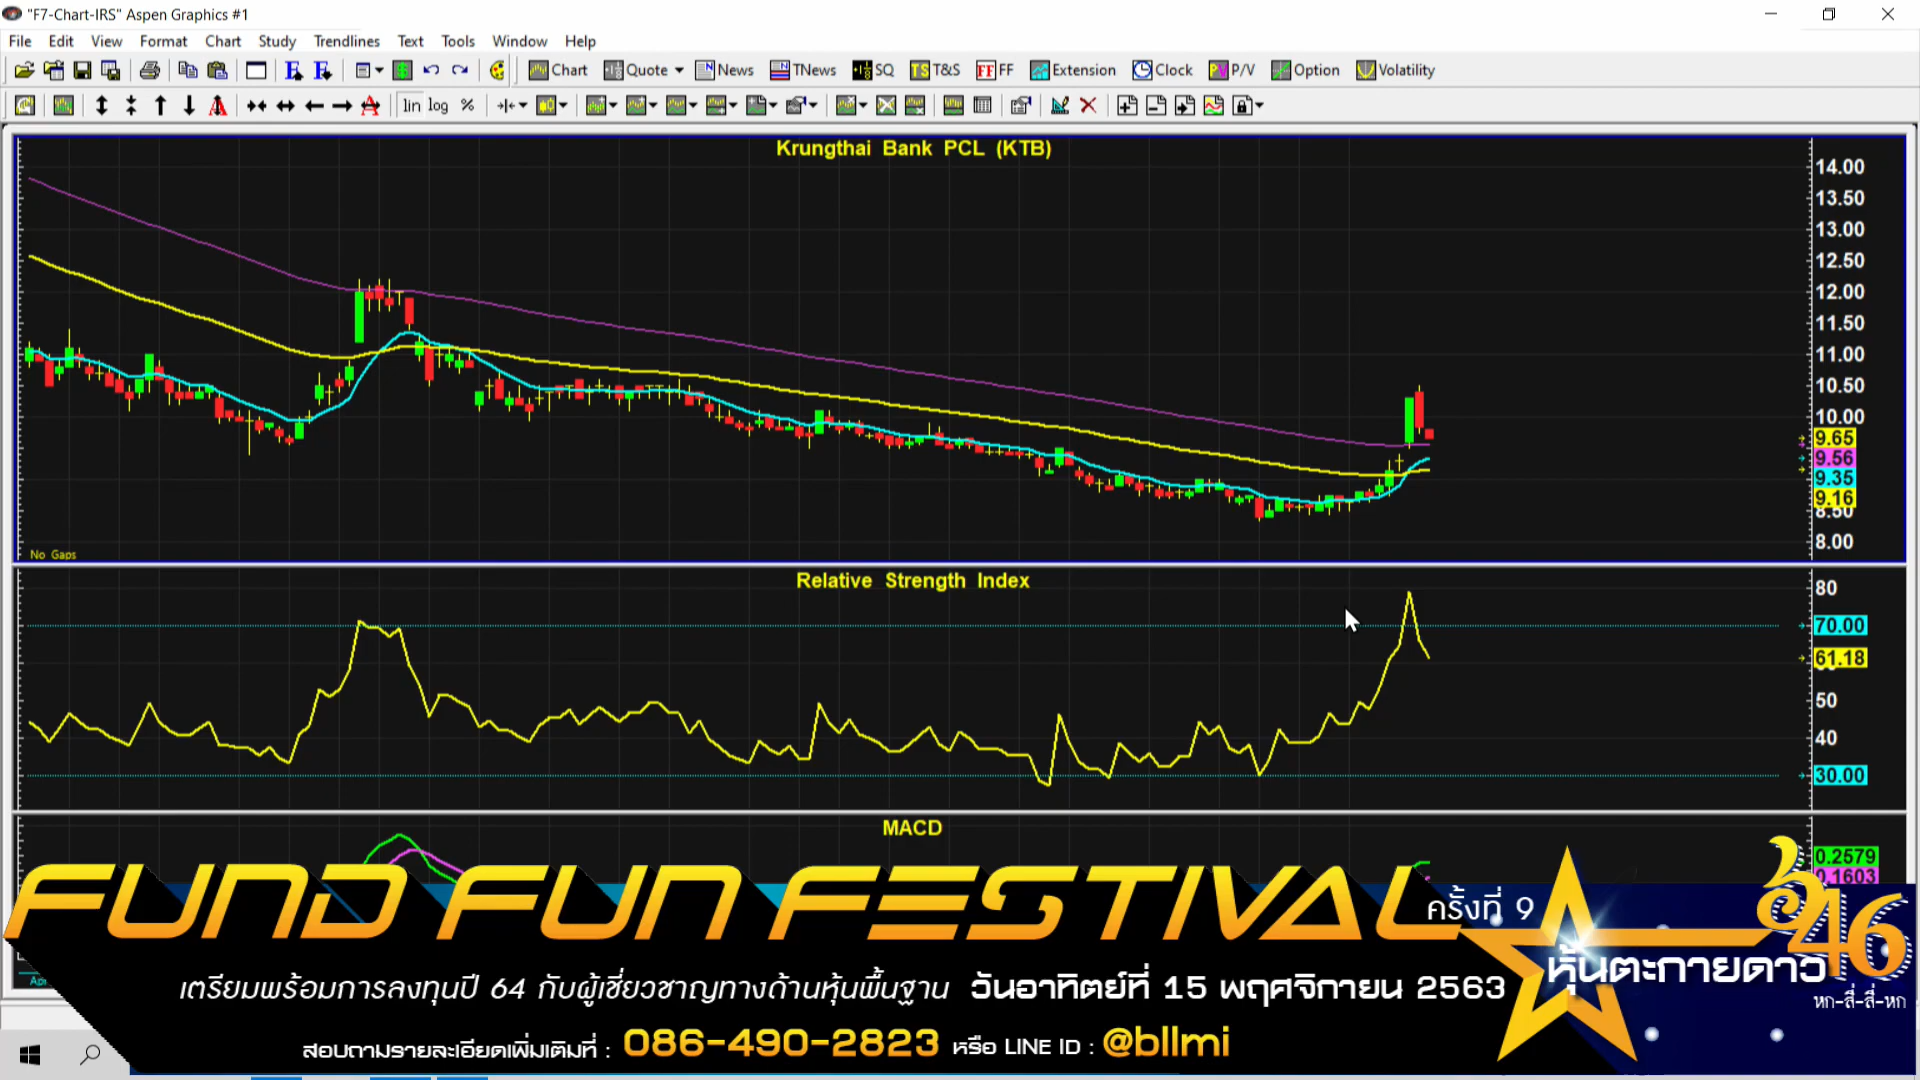 "F7-Chart-IRS" Aspen Graphics #1
File Edit View Format Chart Study Trendlines Text Tools Window Help
Chart Quote News TNews SQ T&S FF Extension Clock P/V Option Volatility
lin log %
Krungthai Bank PCL (KTB)
14.00
13.50
13.00
12.50
12.00
11.50
11.00
10.50
10.00
9.65
9.56
9.35
9.16
8.50
8.00
No Gaps
Relative Strength Index
80
70.00
61.18
50
40
30.00
MACD
0.2579
0.1603
FUND FUN FESTIVAL ครั้งที่ 9
หุ้นตะกายดาว
เตรียมพร้อมการลงทุนปี 64 กับผู้เชี่ยวชาญทางด้านหุ้นพื้นฐาน วันอาทิตย์ที่ 15 พฤศจิกายน 2563
หก-สี่-สี่-หก
สอบถามรายละเอียดเพิ่มเติมที่ : 086-490-2823 หรือ LINE ID : @bllmi